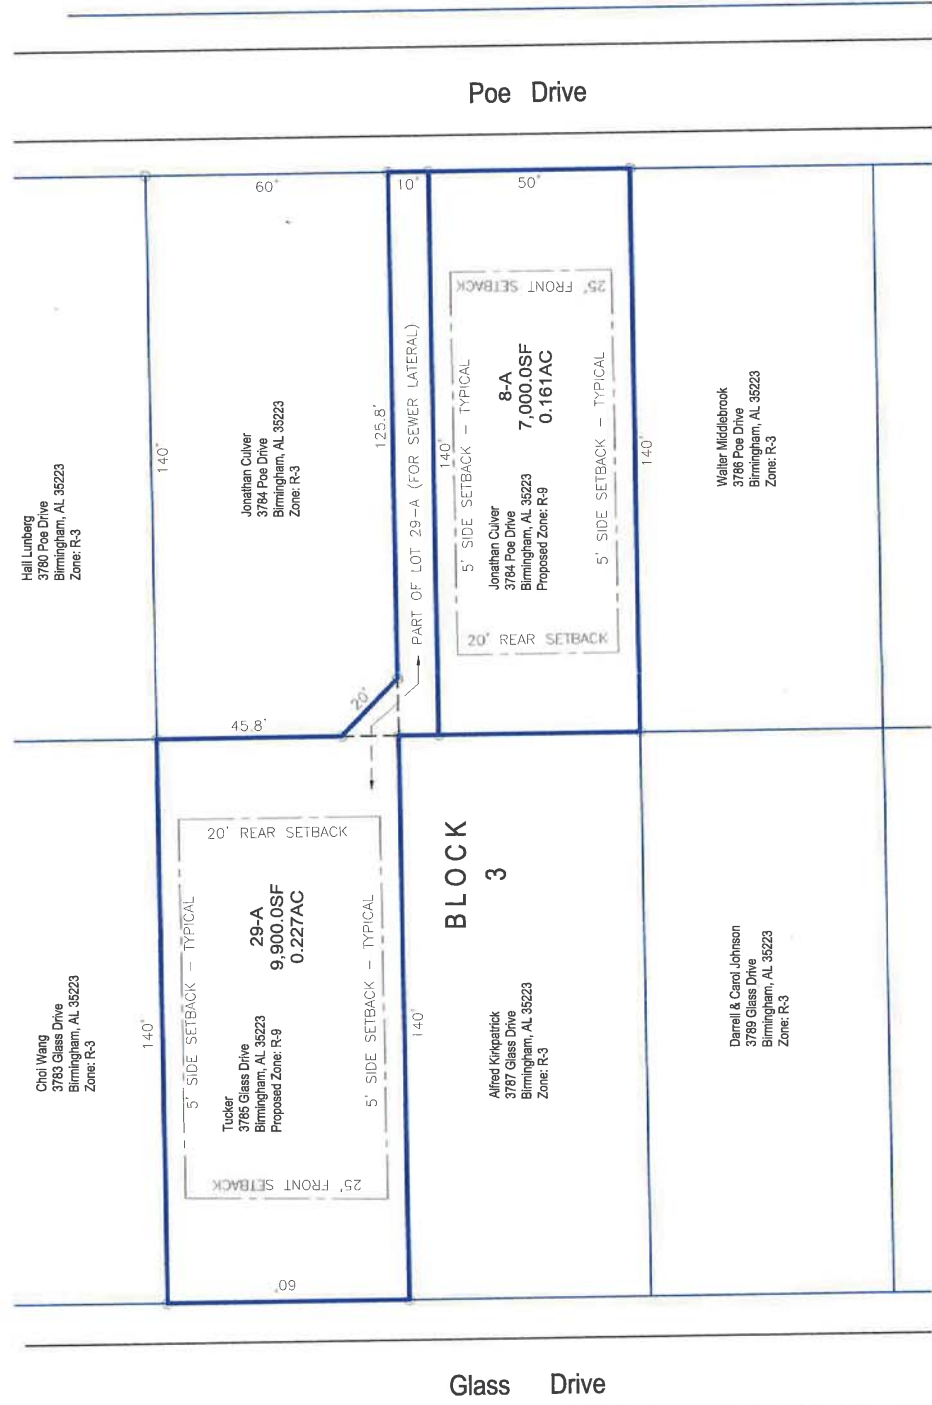 Poe Drive
60'
10'
50'
25' FRONT SETBACK
5' SIDE SETBACK - TYPICAL
8-A
7,000.0SF
0.161AC
Jonathan Culver
3784 Poe Drive
Birmingham, AL 35223
Proposed Zone: R-9
5' SIDE SETBACK - TYPICAL
20' REAR SETBACK
140'
140'
125.8'
PART OF LOT 29-A (FOR SEWER LATERAL)
Hall Lunberg
3780 Poe Drive
Birmingham, AL 35223
Zone: R-3
140'
Jonathan Culver
3784 Poe Drive
Birmingham, AL 35223
Zone: R-3
Walter Middlebrook
3786 Poe Drive
Birmingham, AL 35223
Zone: R-3
20'
45.8'
20' REAR SETBACK
5' SIDE SETBACK - TYPICAL
29-A
9,900.0SF
0.227AC
Tucker
3785 Glass Drive
Birmingham, AL 35223
Proposed Zone: R-9
5' SIDE SETBACK - TYPICAL
25' FRONT SETBACK
BLOCK
3
Choi Wang
3783 Glass Drive
Birmingham, AL 35223
Zone: R-3
140'
140'
Alfred Kirkpatrick
3787 Glass Drive
Birmingham, AL 35223
Zone: R-3
Darrell & Carol Johnson
3789 Glass Drive
Birmingham, AL 35223
Zone: R-3
60'
Glass Drive